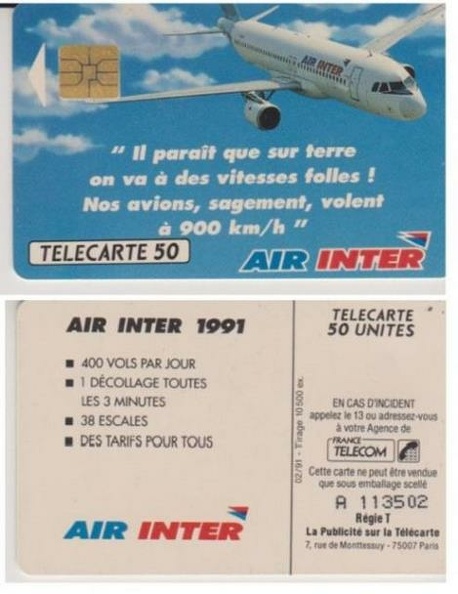 AIR INTER
" Il paraît que sur terre
on va à des vitesses folles !
Nos avions, sagement, volent
à 900 km/h "
TELECARTE 50
AIR INTER
AIR INTER 1991
■ 400 VOLS PAR JOUR
■ 1 DÉCOLLAGE TOUTES
LES 3 MINUTES
■ 38 ESCALES
■ DES TARIFS POUR TOUS
AIR INTER
02/91 - Tirage 10 500 ex.
TELECARTE
50 UNITES
EN CAS D'INCIDENT
appelez le 13 ou adressez-vous
à votre Agence de
FRANCE
TELECOM
Cette carte ne peut être vendue
que sous emballage scellé
A 113502
Régie T
La Publicité sur la Télécarte
7, rue de Monttessuy - 75007 Paris